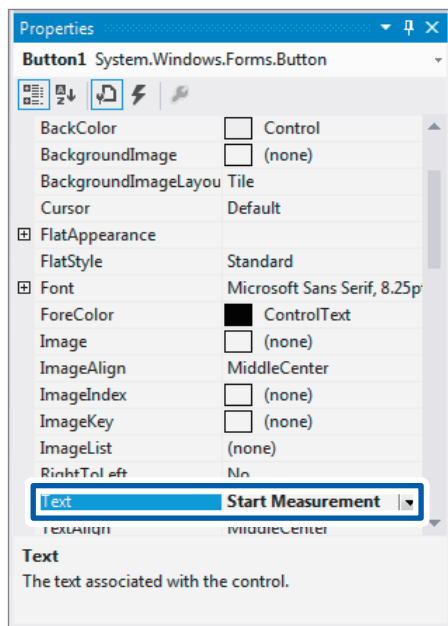 Properties
Button1 System.Windows.Forms.Button
BackColor Control
BackgroundImage (none)
BackgroundImageLayou Tile
Cursor Default
FlatAppearance
FlatStyle Standard
Font Microsoft Sans Serif, 8.25p
ForeColor ControlText
Image (none)
ImageAlign MiddleCenter
ImageIndex (none)
ImageKey (none)
ImageList (none)
RightToLeft No
Text Start Measurement
TextAlign MiddleCenter
Text
The text associated with the control.